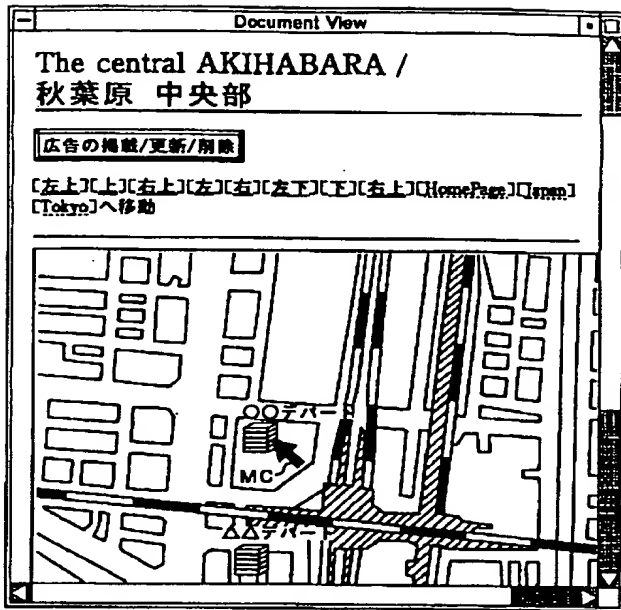 Document View
The central AKIHABARA /
秋葉原 中央部
広告の掲載/更新/削除
[左上][上][右上][左][右][左下][下][右上][HomePage][Japan]
[Tokyo]へ移動
○○デパート
MC
△△デパート